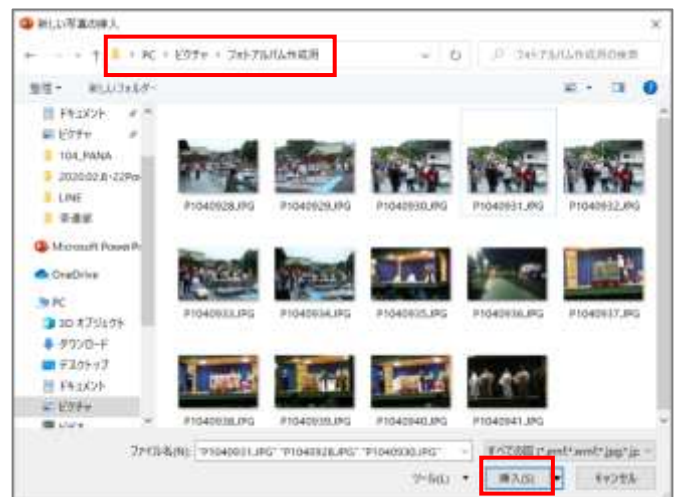 新しい写真の挿入
PC › ピクチャ › フォトアルバム作成用
フォトアルバム作成用の検索
整理 新しいフォルダー
ドキュメント
ピクチャ
104_PANA
LINE
P1040928.JPG P1040929.JPG P1040930.JPG P1040931.JPG P1040932.JPG
Microsoft PowerP
OneDrive
PC
3D オブジェクト
ダウンロード
デスクトップ
ドキュメント
ピクチャ
P1040933.JPG P1040934.JPG P1040935.JPG P1040936.JPG P1040937.JPG
P1040938.JPG P1040939.JPG P1040940.JPG P1040941.JPG
ファイル名(N): "P1040931.JPG" "P1040928.JPG" "P1040930.JPG"
ツール(L) 挿入(S) キャンセル